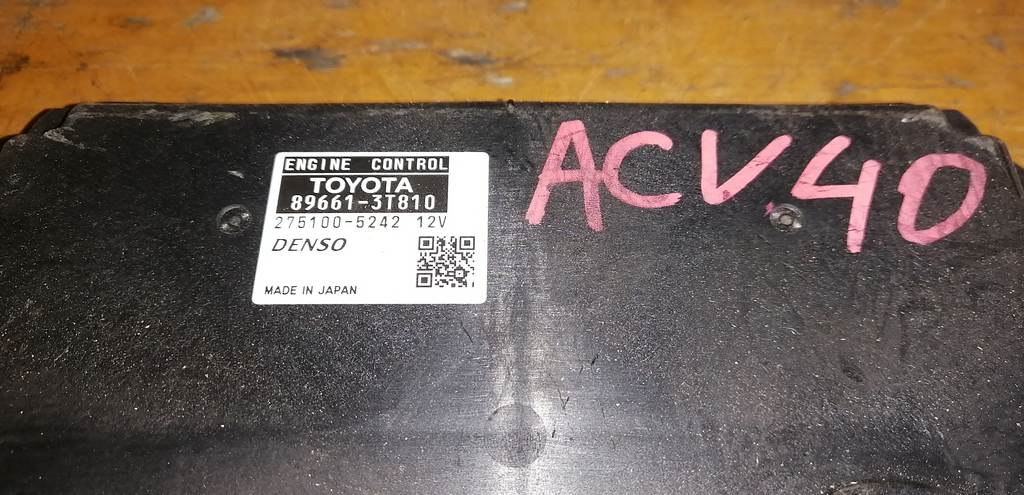 ENGINE CONTROL
TOYOTA
89661-3T810
275100-5242 12V
DENSO
MADE IN JAPAN
ACV40